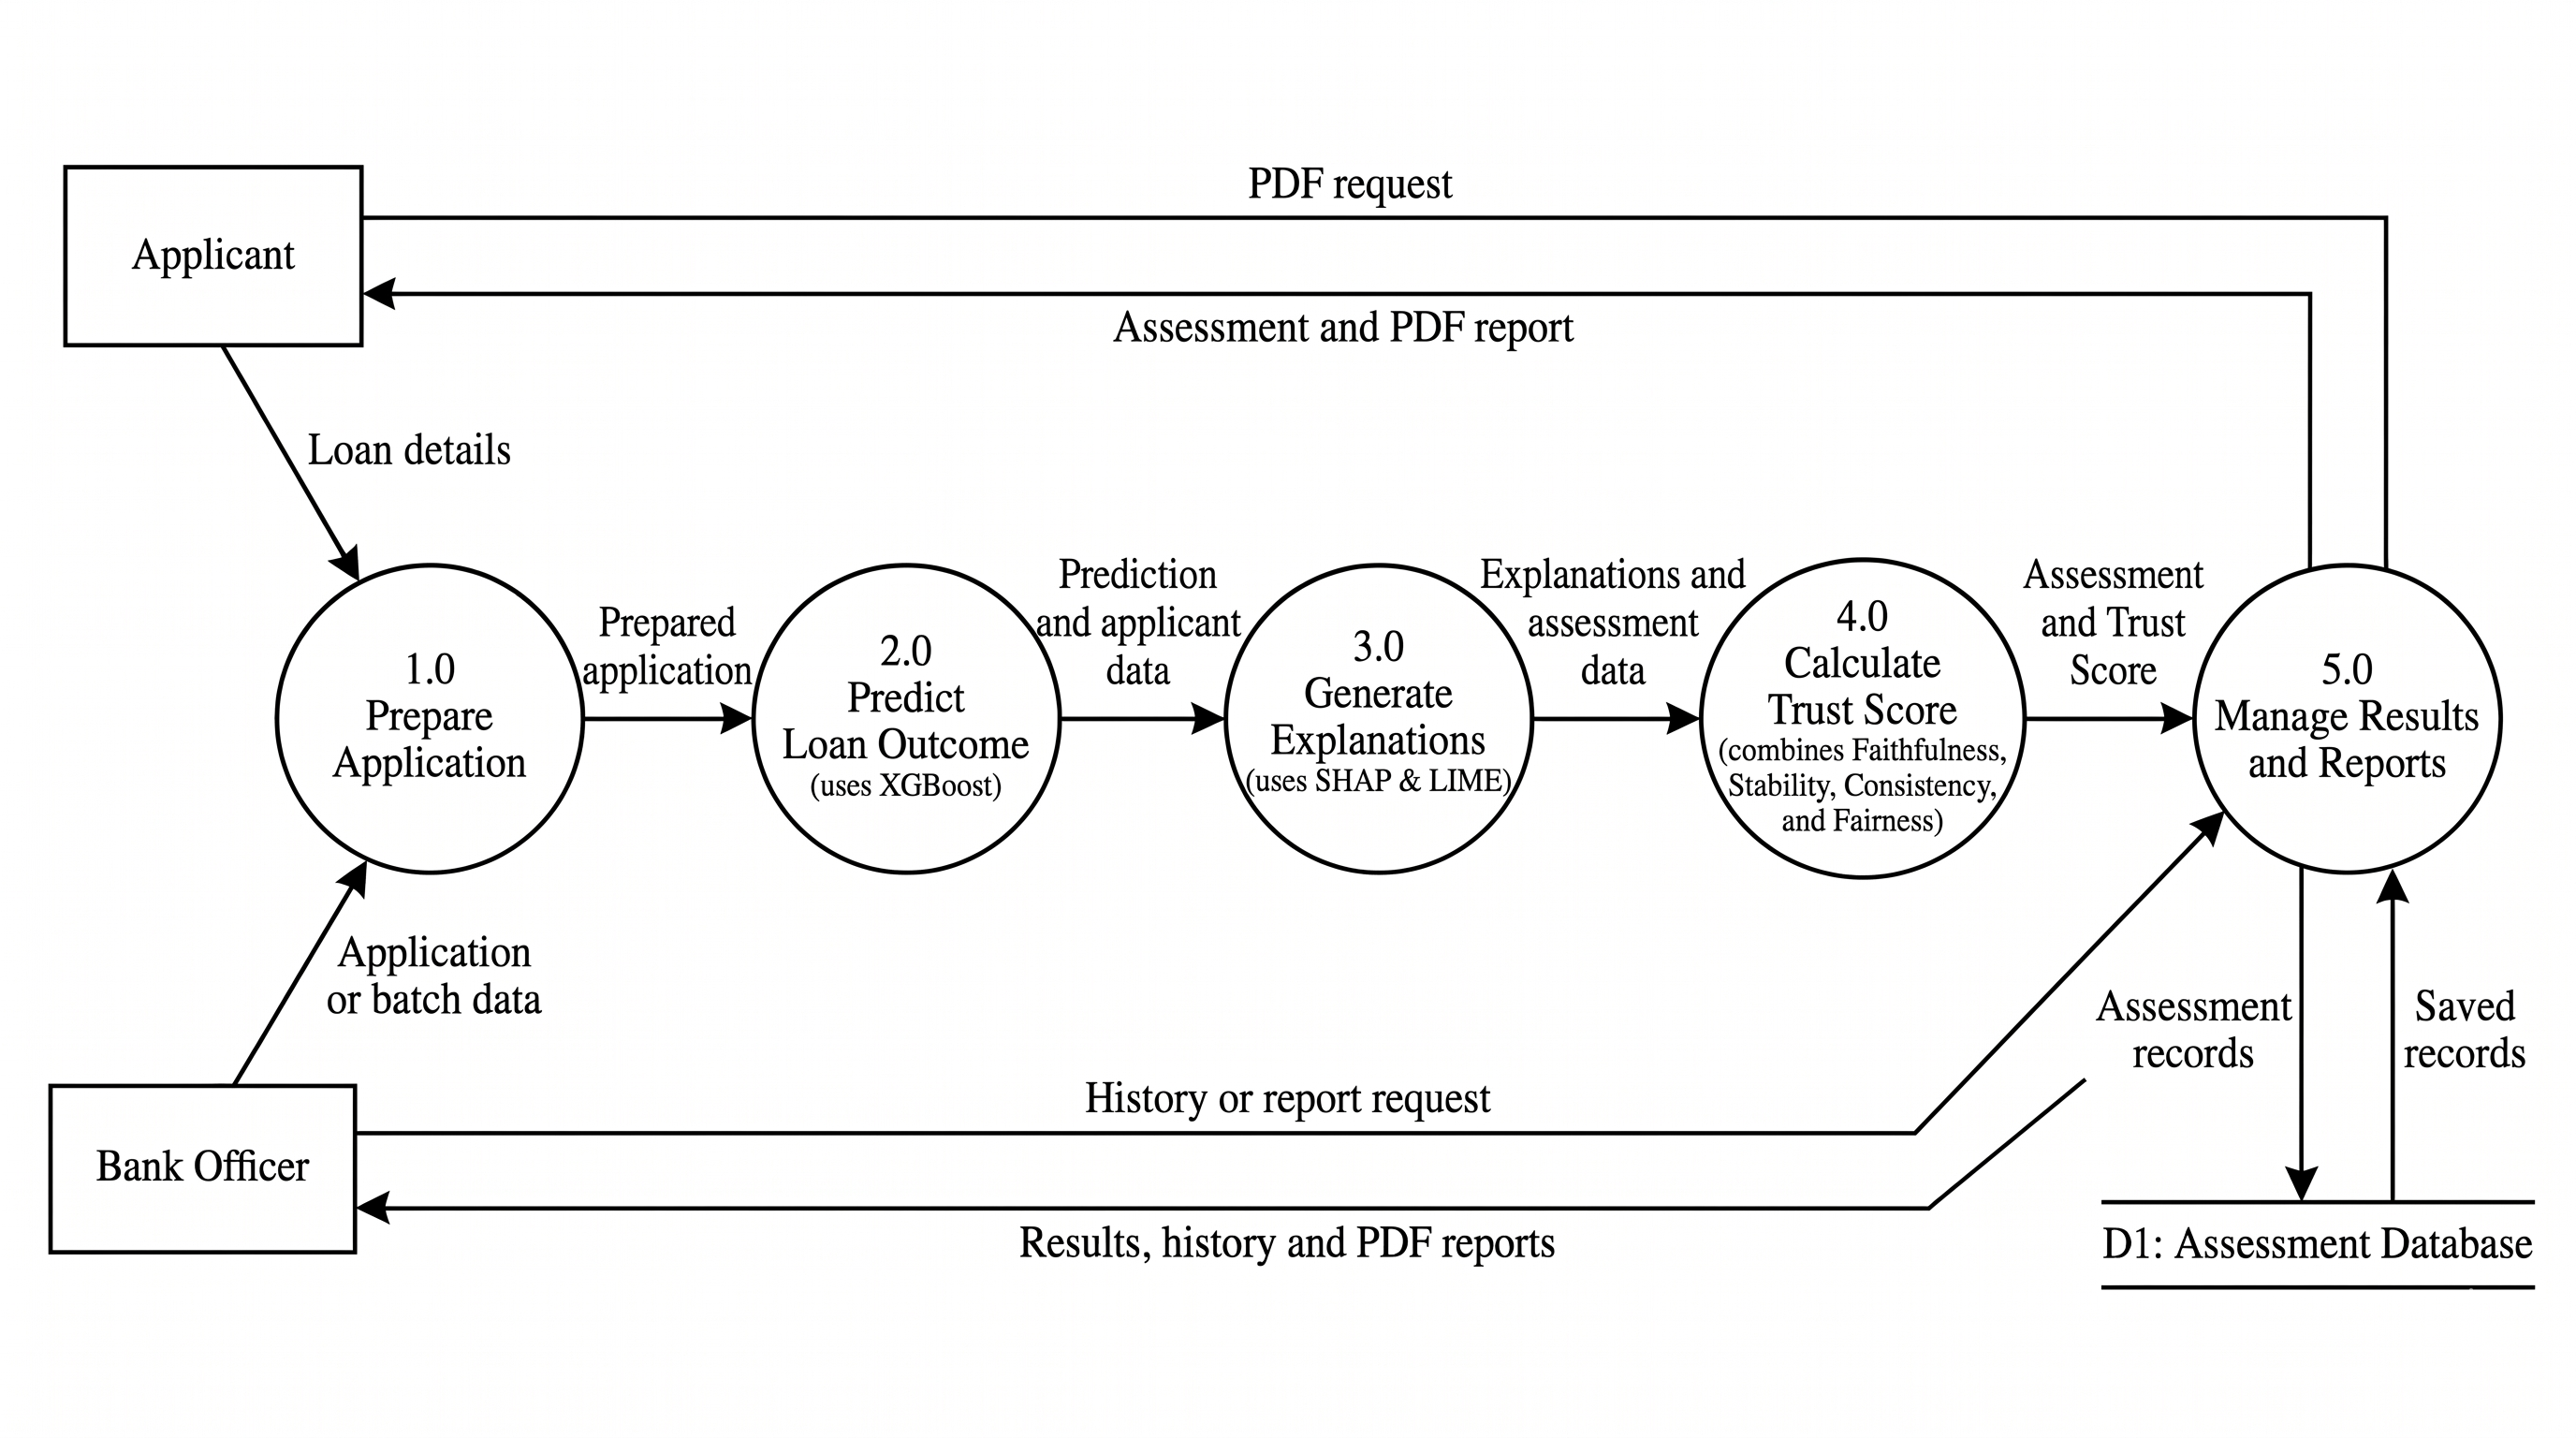 PDF request
Applicant
Assessment and PDF report
Loan details
Prepared
application
Prediction
and applicant
data
Explanations and
assessment
data
Assessment
and Trust
Score
1.0
Prepare
Application
2.0
Predict
Loan Outcome
(uses XGBoost)
3.0
Generate
Explanations
(uses SHAP & LIME)
4.0
Calculate
Trust Score
(combines Faithfulness,
Stability, Consistency,
and Fairness)
5.0
Manage Results
and Reports
Application
or batch data
Assessment
records
Saved
records
History or report request
Bank Officer
Results, history and PDF reports
D1: Assessment Database